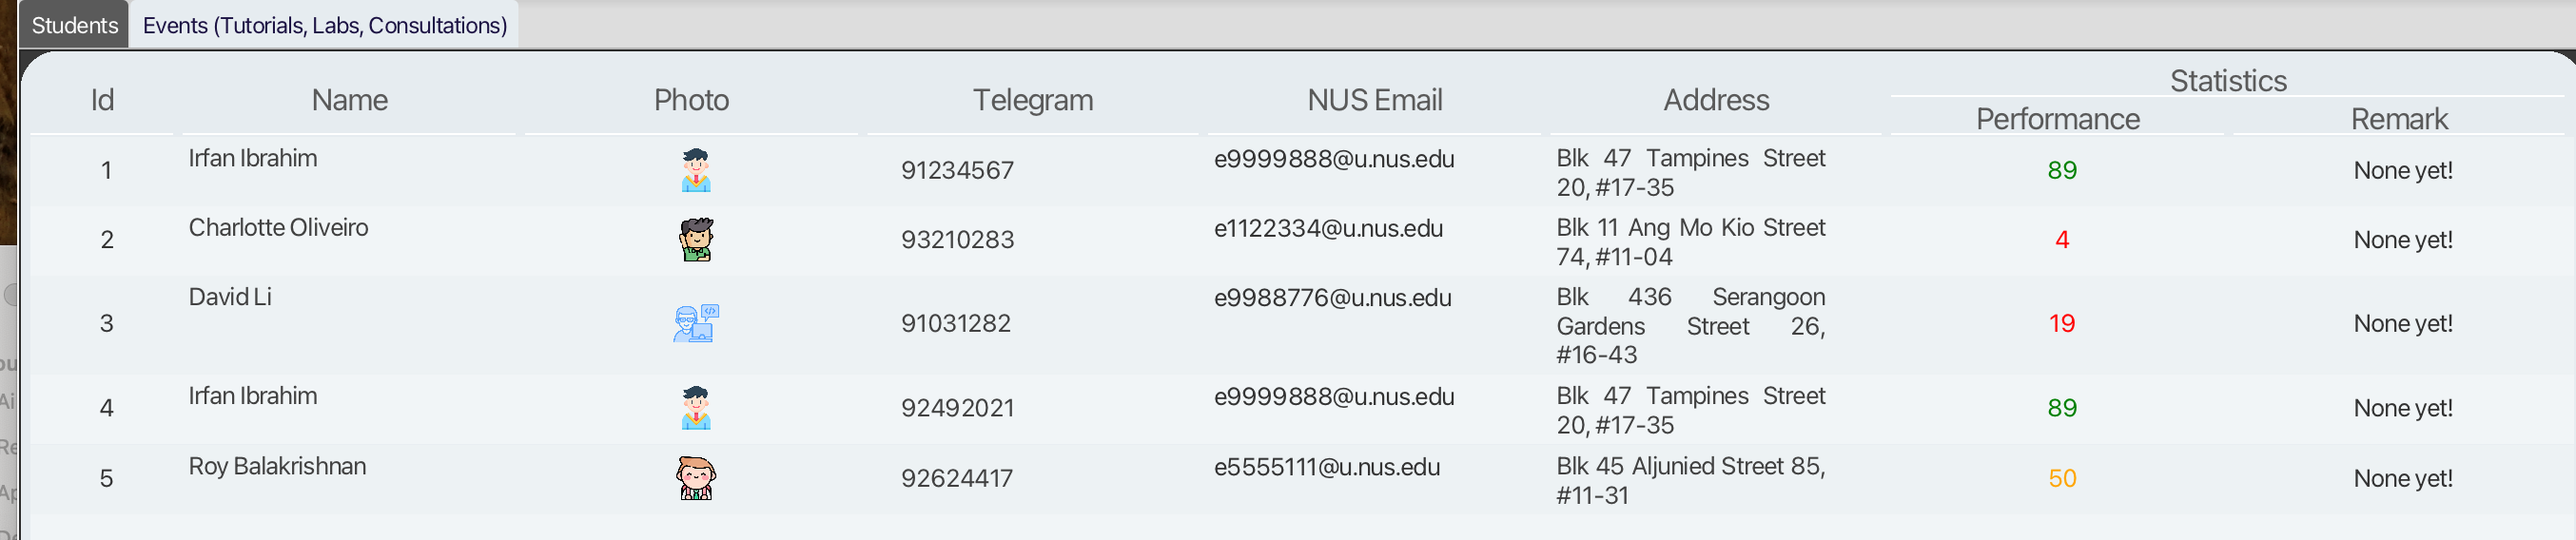 Students Events (Tutorials, Labs, Consultations)
Statistics
Id Name Photo Telegram NUS Email Address
Performance Remark
1 Irfan Ibrahim 91234567 e9999888@u.nus.edu Blk 47 Tampines Street
20, #17-35 89 None yet!
2 Charlotte Oliveiro 93210283 e1122334@u.nus.edu Blk 11 Ang Mo Kio Street
74, #11-04 4 None yet!
3 David Li 91031282 e9988776@u.nus.edu Blk 436 Serangoon
Gardens Street 26,
#16-43 19 None yet!
4 Irfan Ibrahim 92492021 e9999888@u.nus.edu Blk 47 Tampines Street
20, #17-35 89 None yet!
5 Roy Balakrishnan 92624417 e5555111@u.nus.edu Blk 45 Aljunied Street 85,
#11-31 50 None yet!